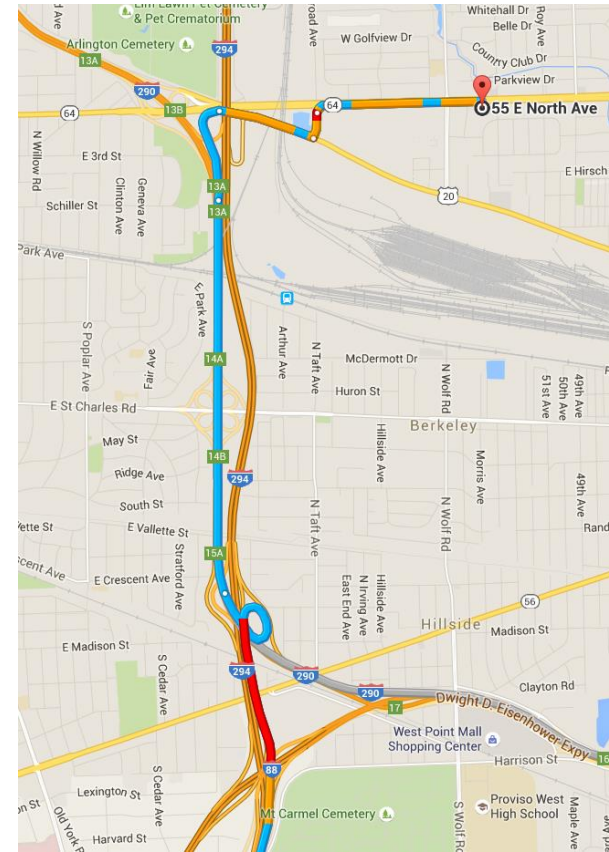 Elm Lawn Pet Cemetery
& Pet Crematorium
Arlington Cemetery
294
W Golfview Dr
Whitehall Dr
Belle Dr
Roy Ave
Country Club Dr
Parkview Dr
13A
290
13B
64
64
55 E North Ave
N Willow Rd
E 3rd St
Clinton Ave
Geneva Ave
Schiller St
13A
13A
E Hirsch
20
Park Ave
E Park Ave
S Poplar Ave
Fair Ave
Arthur Ave
N Taft Ave
McDermott Dr
14A
Huron St
N Wolf Rd
51st Ave
50th Ave
49th Ave
E St Charles Rd
Berkeley
May St
14B
Hillside Ave
Morris Ave
Ridge Ave
294
49th Ave
South St
N Taft Ave
N Wolf Rd
E Vallette St
15A
Stratford Ave
E Crescent Ave
East End Ave
N Irving Ave
Hillside Ave
56
Hillside
Madison St
E Madison St
S Cedar Ave
294
290
290
Clayton Rd
17
Dwight D. Eisenhower Expy
West Point Mall
Shopping Center
16
88
Harrison St
S Cedar Ave
Lexington St
Mt Carmel Cemetery
S Wolf Rd
Proviso West
High School
Maple Ave
Harvard St